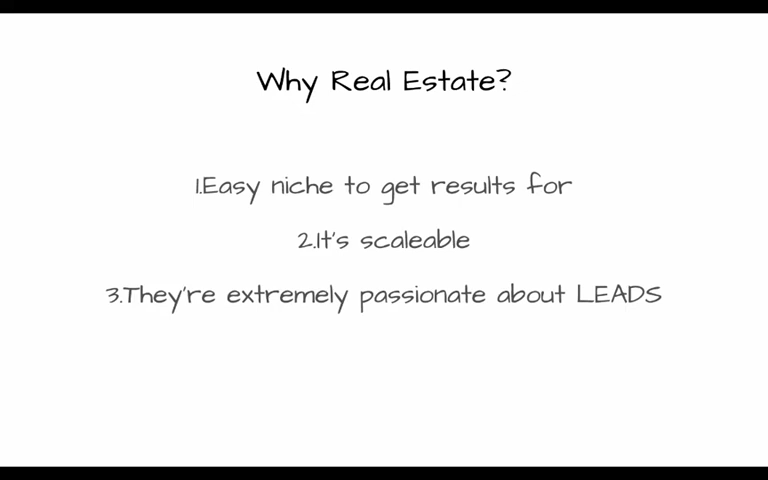 Why Real Estate?
1.Easy niche to get results for
2.It's scaleable
3.They're extremely passionate about LEADS